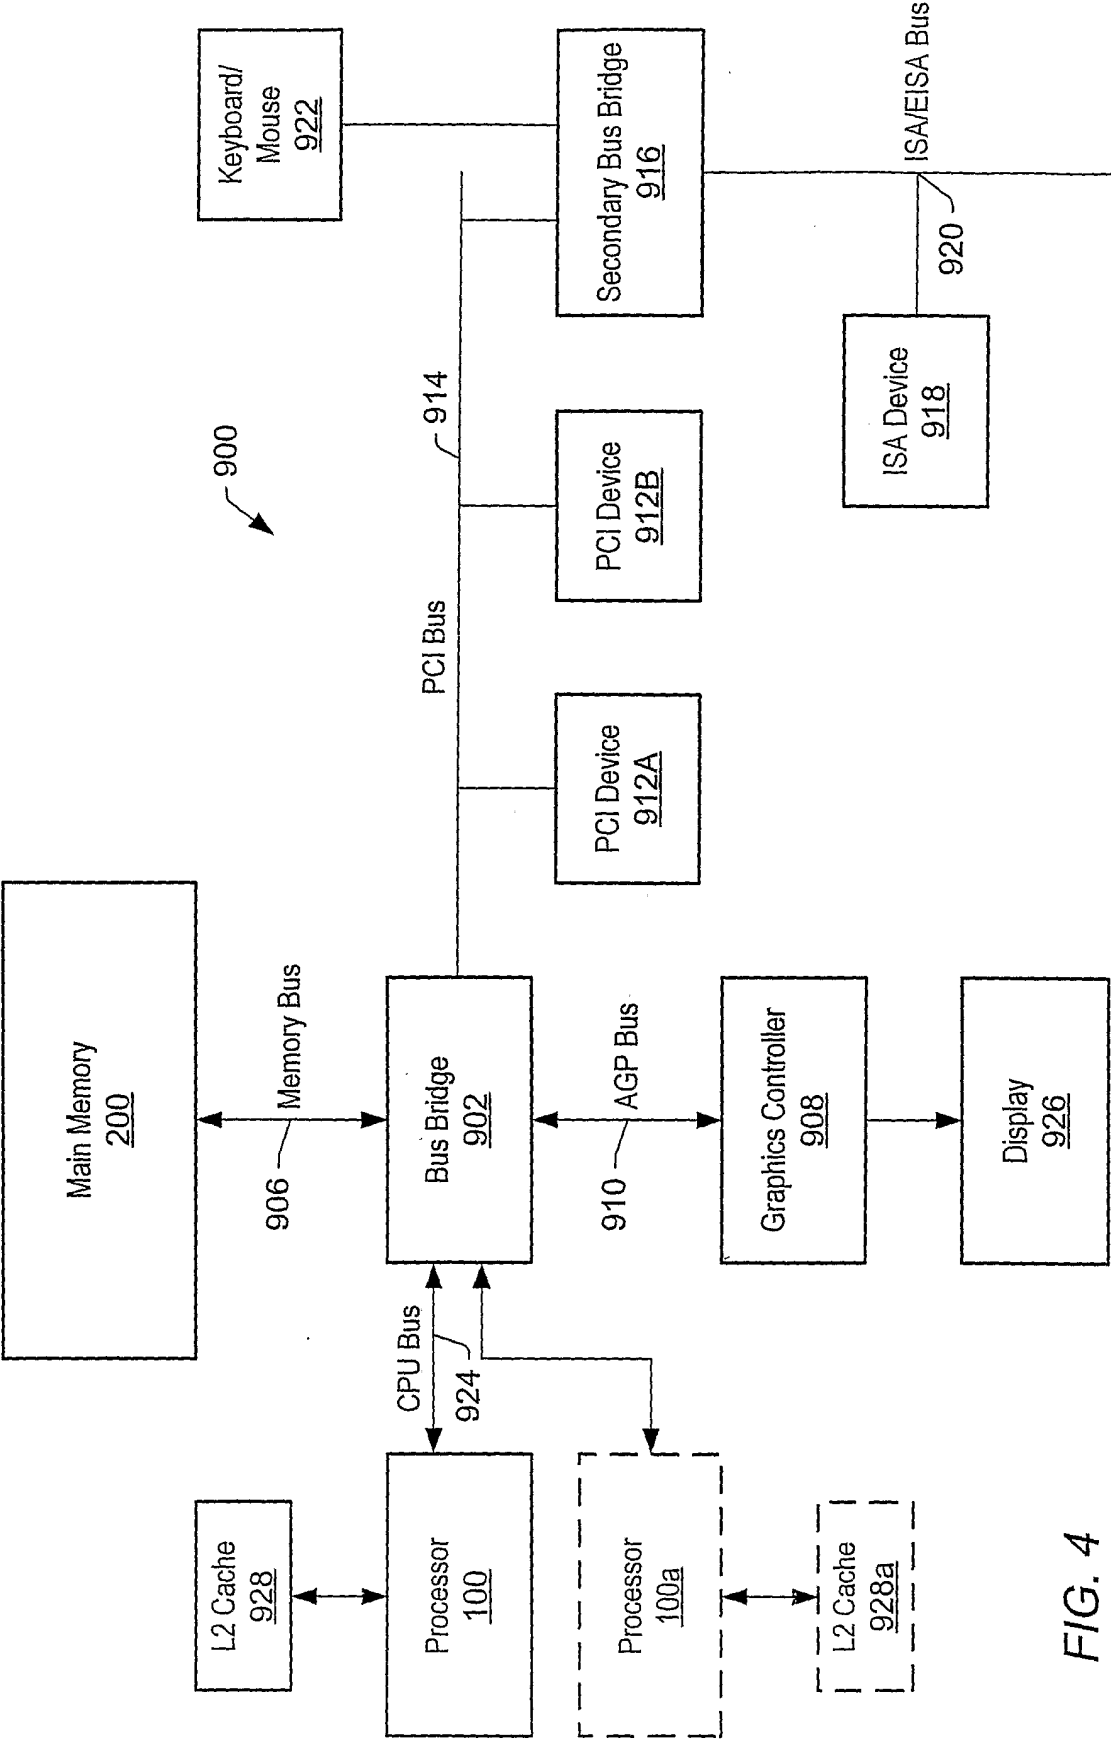 Main Memory
200
906
Memory Bus
900
Keyboard/
Mouse
922
L2 Cache
928
CPU Bus
924
Bus Bridge
902
PCI Bus
914
Processor
100
Processor
100a
L2 Cache
928a
910
AGP Bus
PCI Device
912A
PCI Device
912B
Secondary Bus Bridge
916
Graphics Controller
908
Display
926
ISA Device
918
920
ISA/EISA Bus
FIG. 4